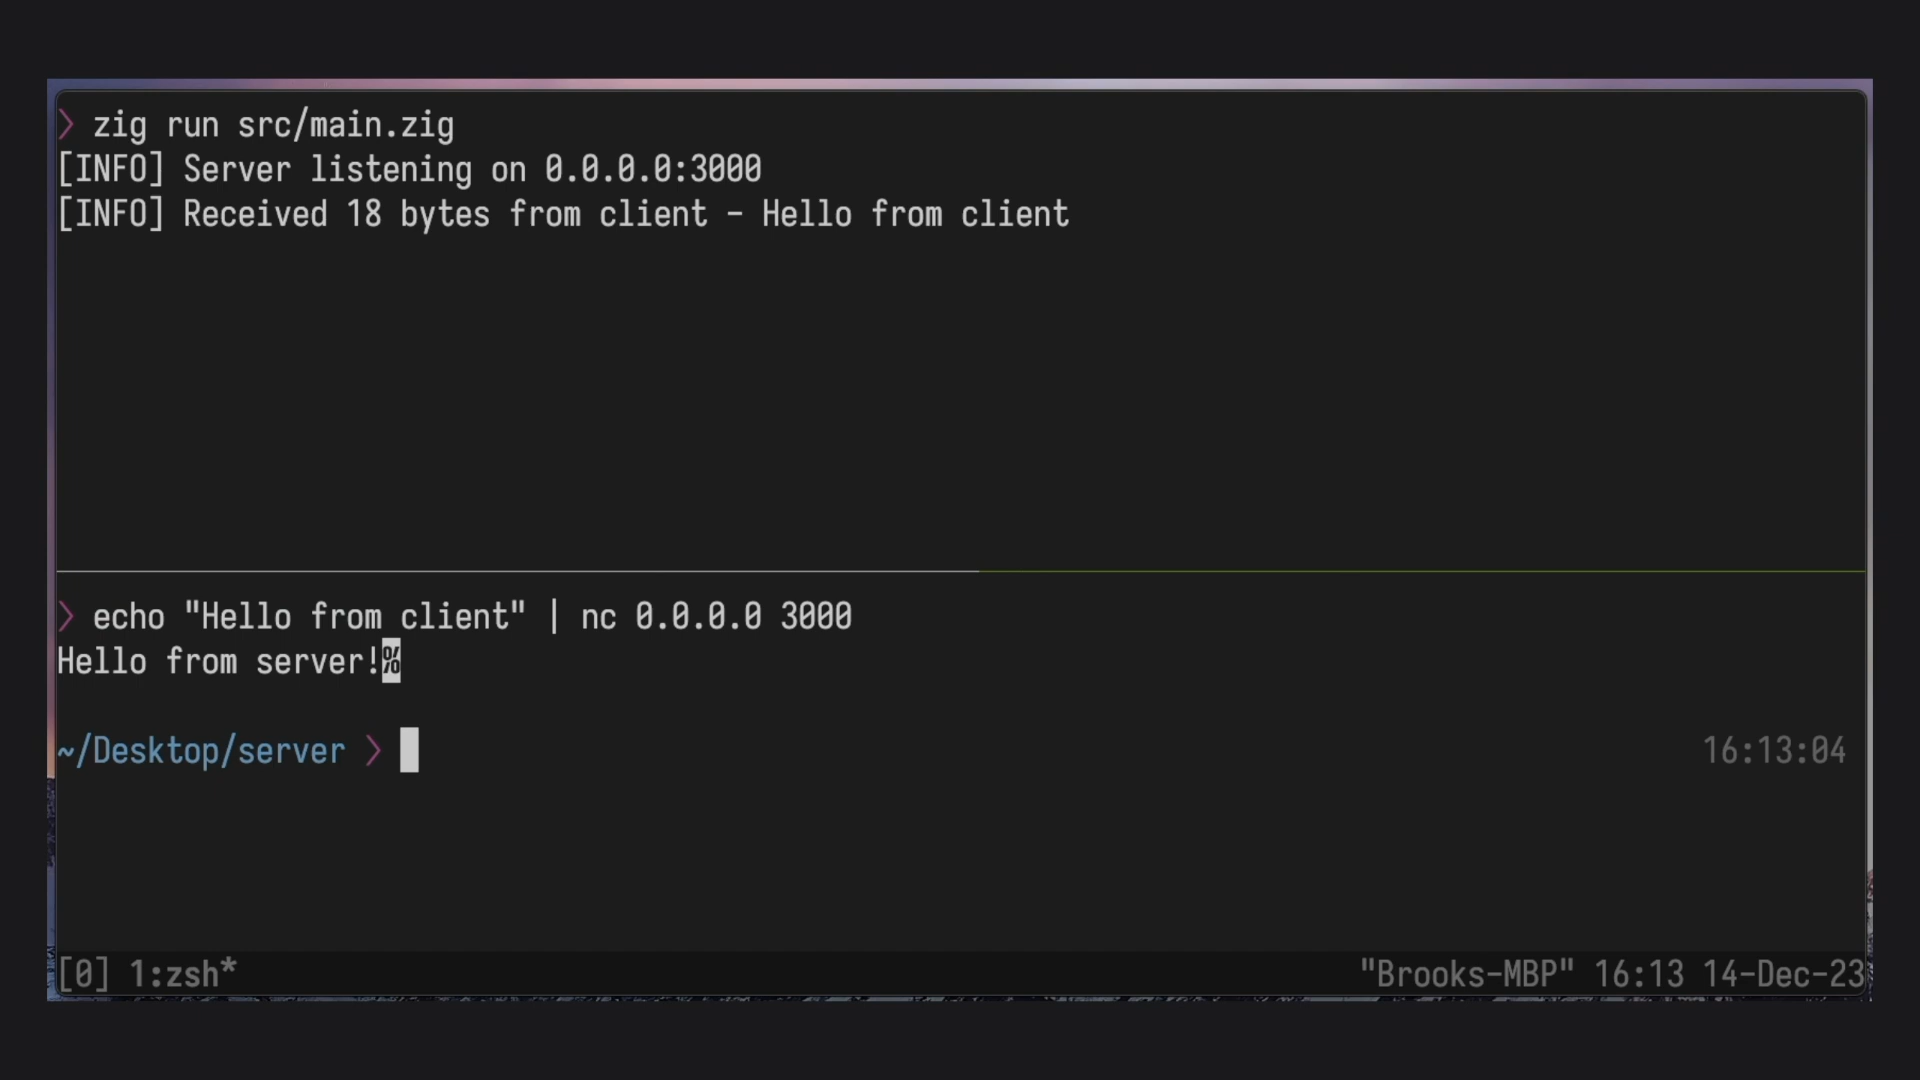 ❯ zig run src/main.zig
[INFO] Server listening on 0.0.0.0:3000
[INFO] Received 18 bytes from client – Hello from client
❯ echo "Hello from client" | nc 0.0.0.0 3000
Hello from server!%
~/Desktop/server ❯ 16:13:04
[0] 1:zsh* "Brooks-MBP" 16:13 14-Dec-23